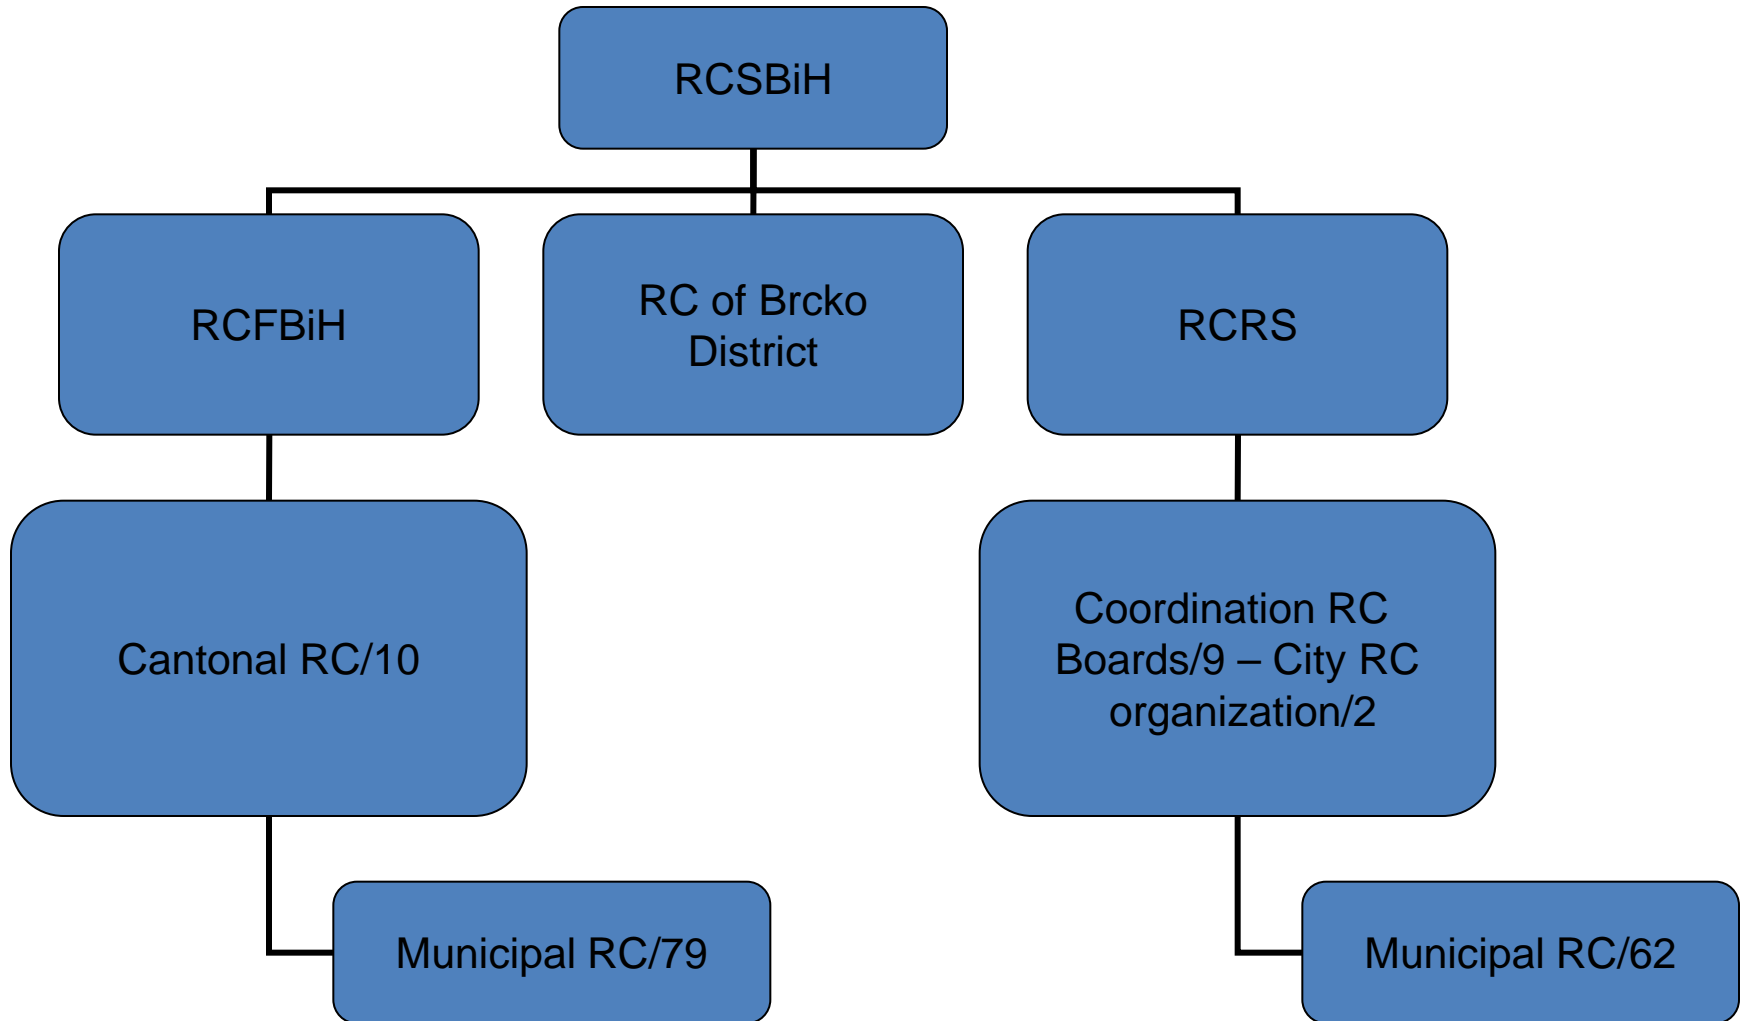 RCSBiH
RCFBiH
RC of Brcko
District
RCRS
Cantonal RC/10
Coordination RC
Boards/9 – City RC
organization/2
Municipal RC/79
Municipal RC/62